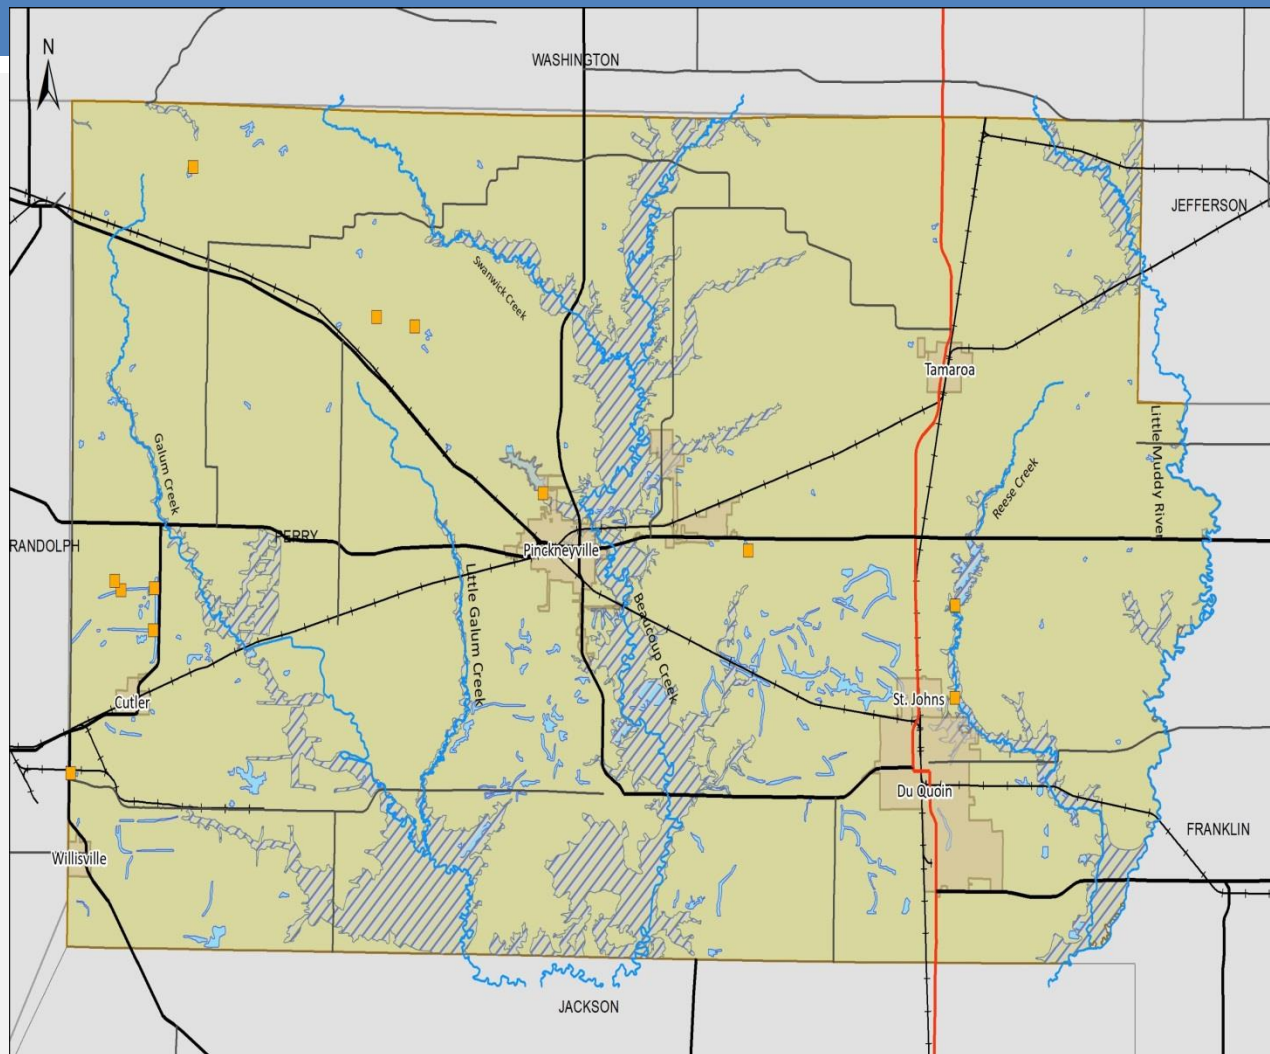 N
WASHINGTON
JEFFERSON
Swanwick Creek
Tamaroa
Galum Creek
Little Muddy River
Reese Creek
RANDOLPH
PERRY
Pinckneyville
Little Galum Creek
Beaucoup Creek
Cutler
St. Johns
Du Quoin
FRANKLIN
Willisville
JACKSON